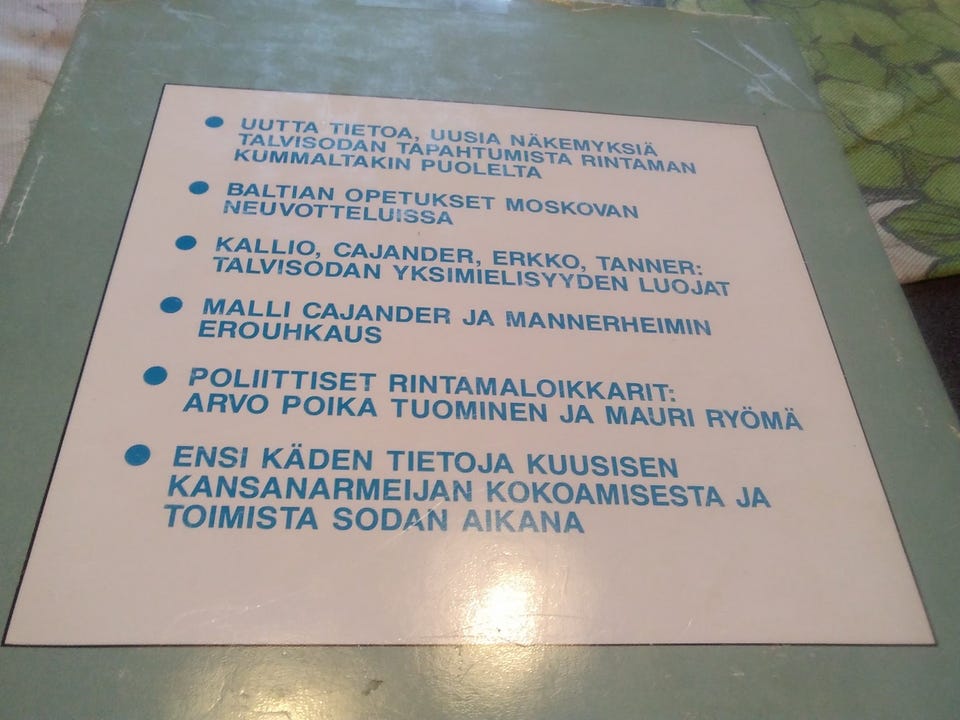 ● UUTTA TIETOA, UUSIA NÄKEMYKSIÄ
TALVISODAN TAPAHTUMISTA RINTAMAN
KUMMALTAKIN PUOLELTA
● BALTIAN OPETUKSET MOSKOVAN
NEUVOTTELUISSA
● KALLIO, CAJANDER, ERKKO, TANNER:
TALVISODAN YKSIMIELISYYDEN LUOJAT
● MALLI CAJANDER JA MANNERHEIMIN
EROUHKAUS
● POLIITTISET RINTAMALOIKKARIT:
ARVO POIKA TUOMINEN JA MAURI RYÖMÄ
● ENSI KÄDEN TIETOJA KUUSISEN
KANSANARMEIJAN KOKOAMISESTA JA
TOIMISTA SODAN AIKANA